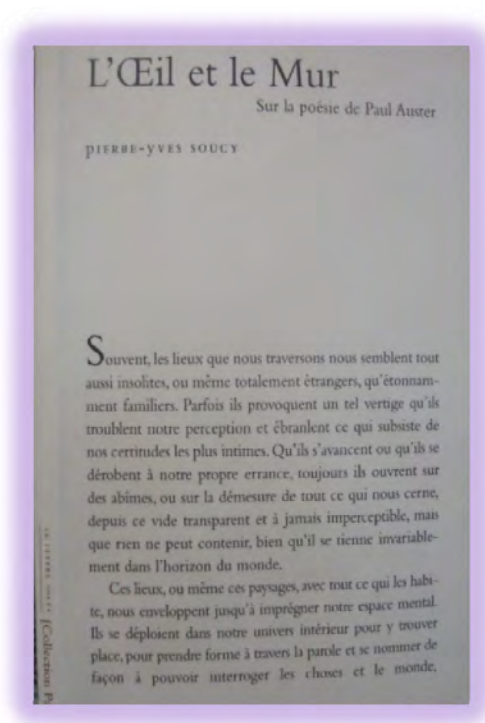 L'Œil et le Mur
Sur la poésie de Paul Auster
PIERRE-YVES SOUCY
Souvent, les lieux que nous traversons nous semblent tout
aussi insolites, ou même totalement étrangers, qu'étonnam-
ment familiers. Parfois ils provoquent un tel vertige qu'ils
troublent notre perception et ébranlent ce qui subsiste de
nos certitudes les plus intimes. Qu'ils s'avancent ou qu'ils se
dérobent à notre propre errance, toujours ils ouvrent sur
des abîmes, ou sur la démesure de tout ce qui nous cerne,
depuis ce vide transparent et à jamais imperceptible, mais
que rien ne peut contenir, bien qu'il se tienne invariable-
ment dans l'horizon du monde.
Ces lieux, ou même ces paysages, avec tout ce qui les habi-
te, nous enveloppent jusqu'à imprégner notre espace mental.
Ils se déploient dans notre univers intérieur pour y trouver
place, pour prendre forme à travers la parole et se nommer de
façon à pouvoir interroger les choses et le monde,
[Collection